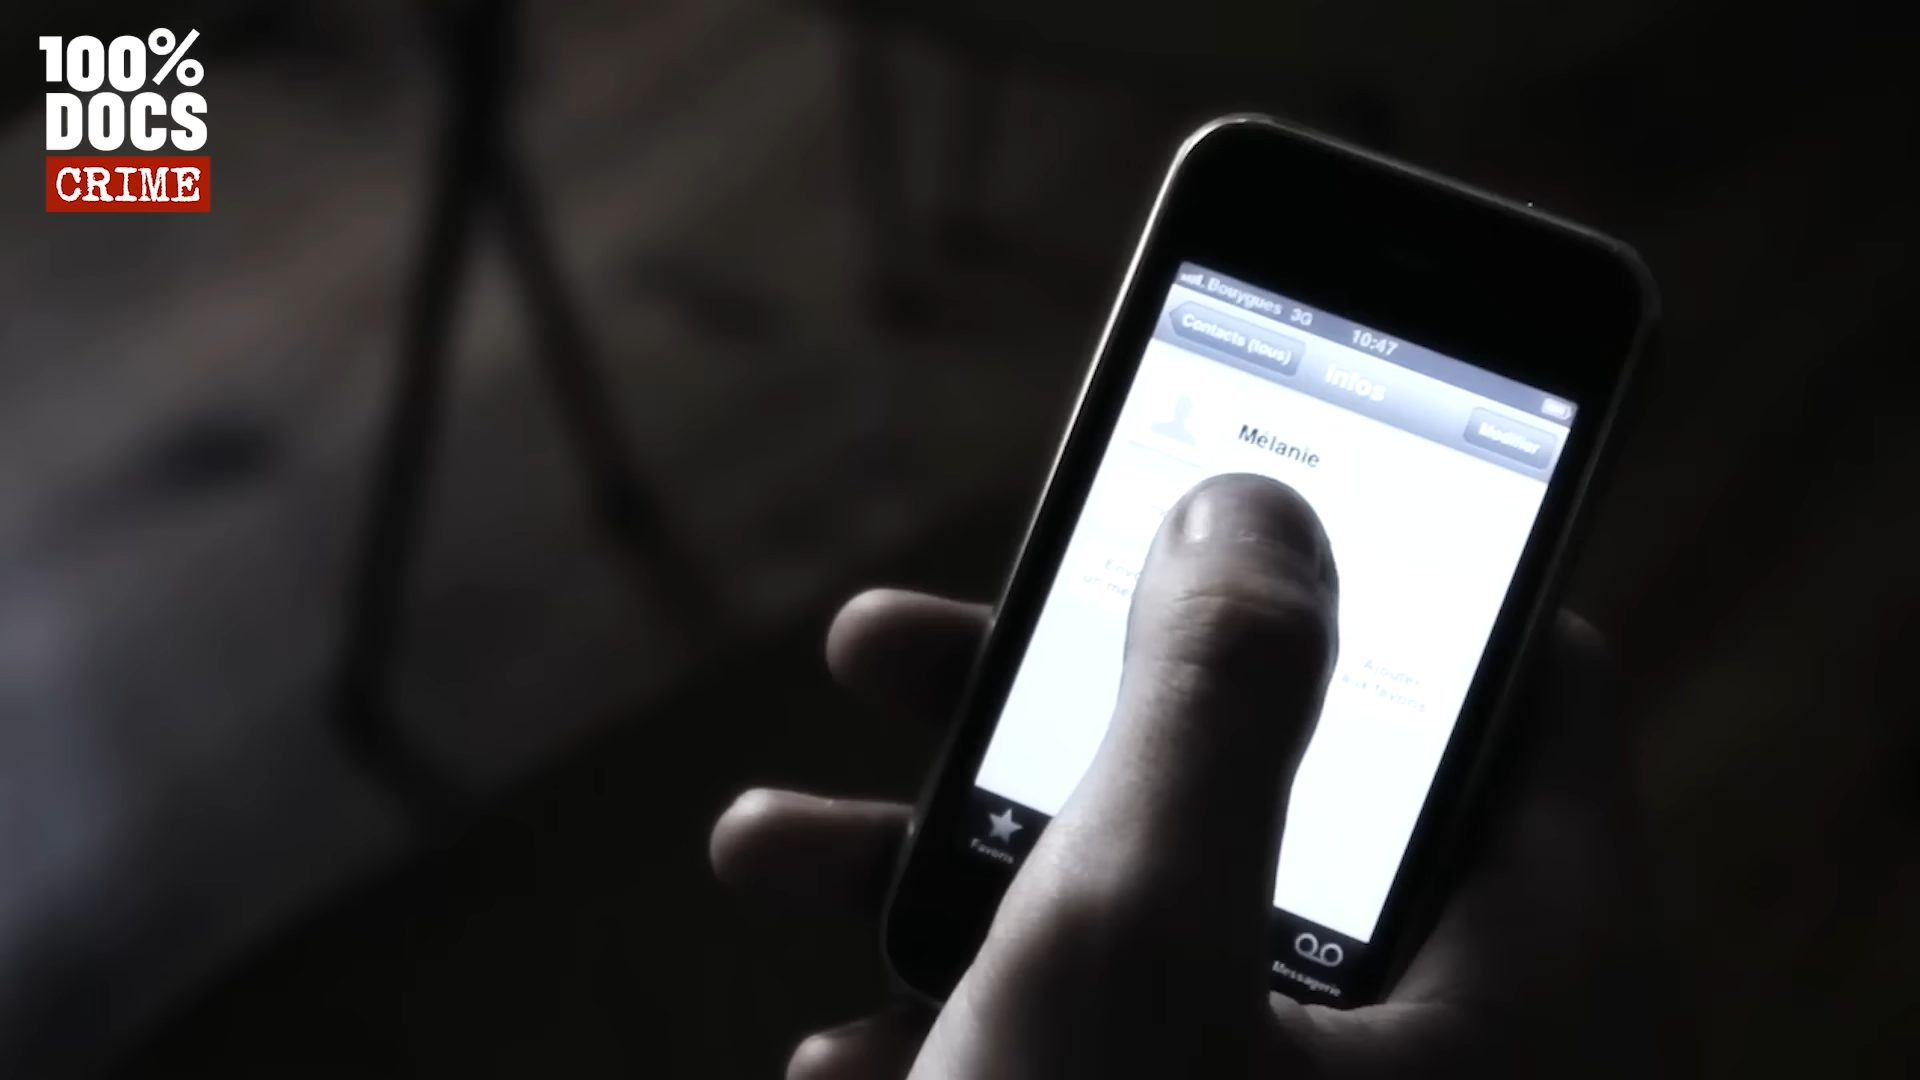 100%
DOCS
CRIME
Bouygues 3G 10:47
Contacts (tous)
Infos
Modifier
Mélanie
Ajouter
aux favoris
Favoris
Messagerie